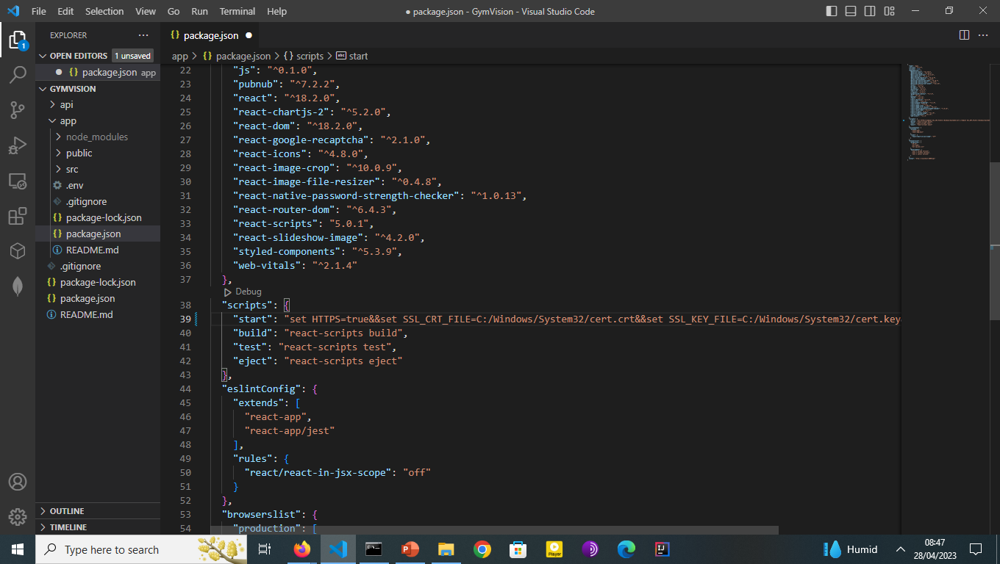 File Edit Selection View Go Run Terminal Help
● package.json - GymVision - Visual Studio Code
EXPLORER
1
OPEN EDITORS 1 unsaved
package.json app
GYMVISION
api
app
node_modules
public
src
.env
.gitignore
package-lock.json
package.json
README.md
.gitignore
package-lock.json
package.json
README.md
OUTLINE
TIMELINE
{} package.json
app > {} package.json > {} scripts > abc start
22 "js": "^0.1.0",
23 "pubnub": "^7.2.2",
24 "react": "^18.2.0",
25 "react-chartjs-2": "^5.2.0",
26 "react-dom": "^18.2.0",
27 "react-google-recaptcha": "^2.1.0",
28 "react-icons": "^4.8.0",
29 "react-image-crop": "^10.0.9",
30 "react-image-file-resizer": "^0.4.8",
31 "react-native-password-strength-checker": "^1.0.13",
32 "react-router-dom": "^6.4.3",
33 "react-scripts": "5.0.1",
34 "react-slideshow-image": "^4.2.0",
35 "styled-components": "^5.3.9",
36 "web-vitals": "^2.1.4"
37 },
Debug
38 "scripts": {
39 "start": "set HTTPS=true&&set SSL_CRT_FILE=C:/Windows/System32/cert.crt&&set SSL_KEY_FILE=C:/Windows/System32/cert.key
40 "build": "react-scripts build",
41 "test": "react-scripts test",
42 "eject": "react-scripts eject"
43 },
44 "eslintConfig": {
45 "extends": [
46 "react-app",
47 "react-app/jest"
48 ],
49 "rules": {
50 "react/react-in-jsx-scope": "off"
51 }
52 },
53 "browserslist": {
54 "production": [
Type here to search
Player
IJ
Humid
08:47
28/04/2023